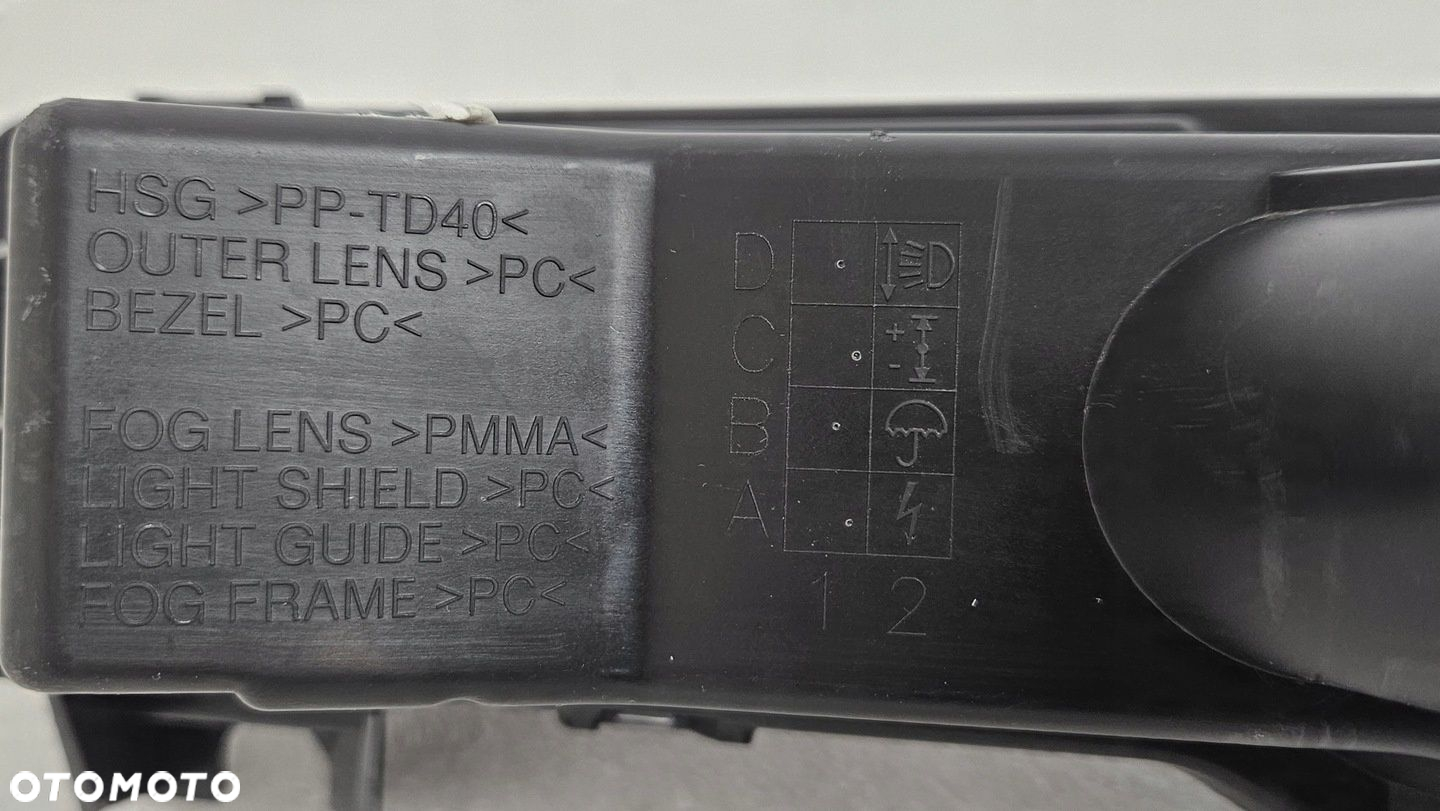 HSG >PP-TD40<
OUTER LENS >PC<
BEZEL >PC<
FOG LENS >PMMA<
LIGHT SHIELD >PC<
LIGHT GUIDE >PC<
FOG FRAME >PC<
D
C + -
B
A
1 2
OTOMOTO